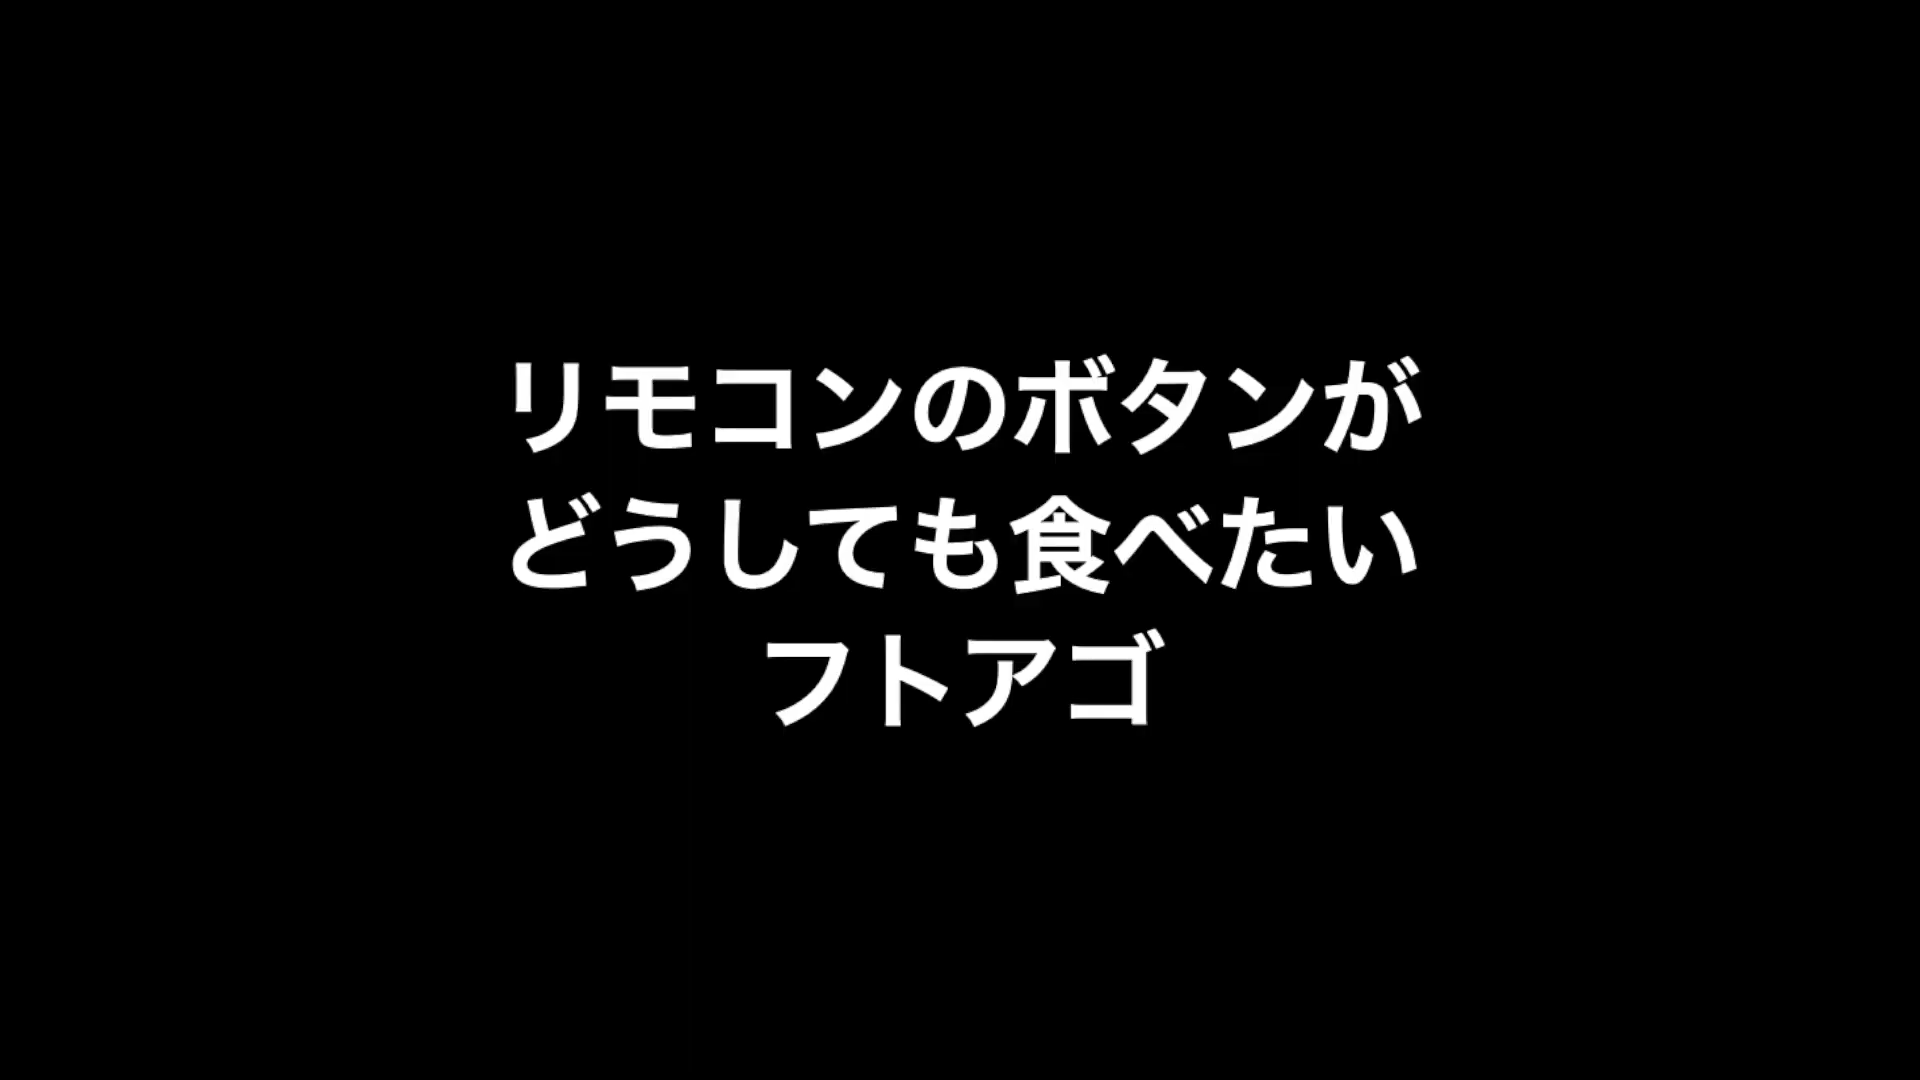 リモコンのボタンが
どうしても食べたい
フトアゴ